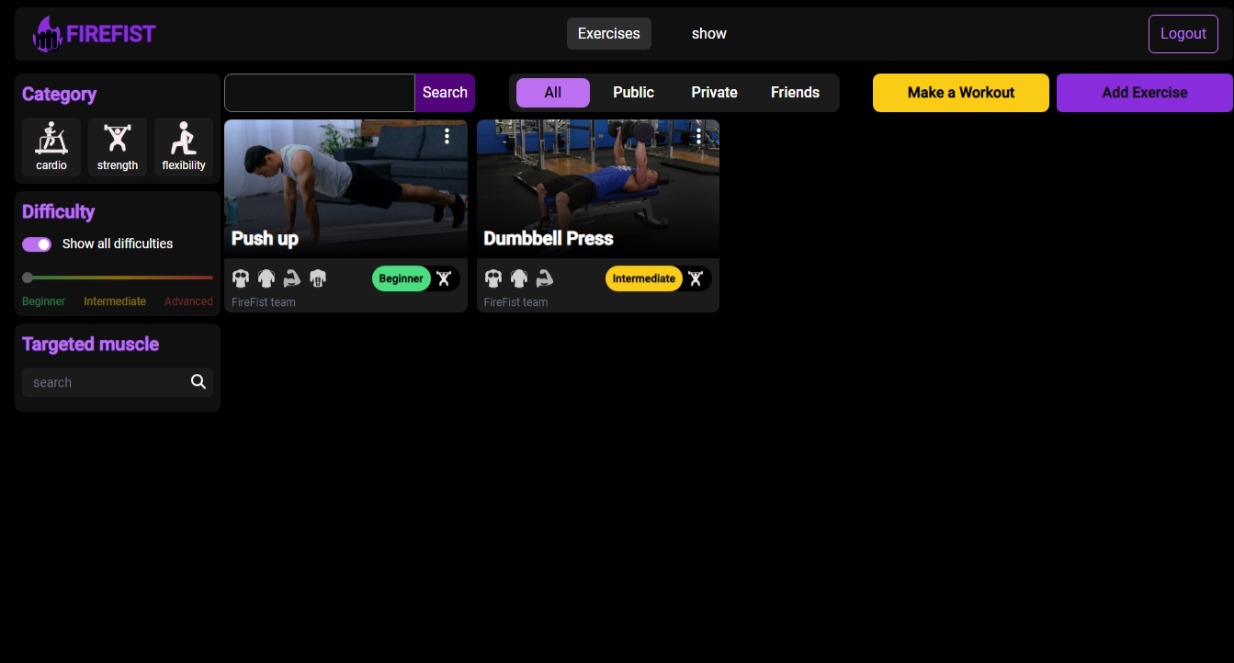 FIREFIST
Exercises
show
Logout
Category
cardio
strength
flexibility
Difficulty
Show all difficulties
Beginner Intermediate Advanced
Targeted muscle
search
Search
All Public Private Friends
Make a Workout
Add Exercise
Push up
Beginner
FireFist team
Dumbbell Press
Intermediate
FireFist team